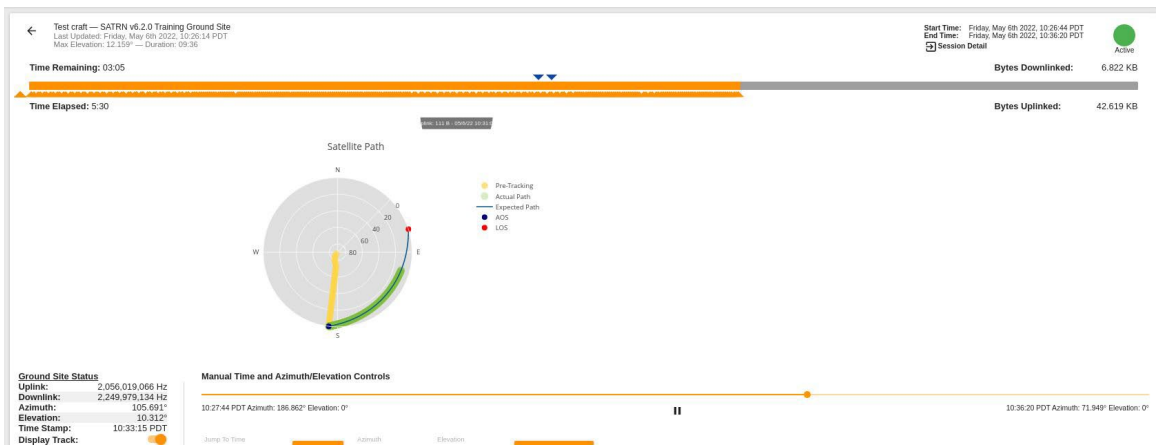 Test craft — SATRN v6.2.0 Training Ground Site
Last Updated: Friday, May 6th 2022, 10:26:14 PDT
Max Elevation: 12.159° — Duration: 09:36
Start Time: Friday, May 6th 2022, 10:26:44 PDT
End Time: Friday, May 6th 2022, 10:36:20 PDT
Session Detail
Active
Time Remaining: 03:05
Bytes Downlinked: 6.822 KB
Time Elapsed: 5:30
Bytes Uplinked: 42.619 KB
111 B - 05/6/22
Satellite Path
N
0
20
40
60
80
W
E
S
Pre-Tracking
Actual Path
Expected Path
AOS
LOS
Ground Site Status
Uplink: 2,056,019,066 Hz
Downlink: 2,249,979,134 Hz
Azimuth: 105.691°
Elevation: 10.312°
Time Stamp: 10:33:15 PDT
Display Track:
Manual Time and Azimuth/Elevation Controls
10:27:44 PDT Azimuth: 186.862° Elevation: 0°
10:36:20 PDT Azimuth: 71.949° Elevation: 0°
Jump To Time
Azimuth
Elevation